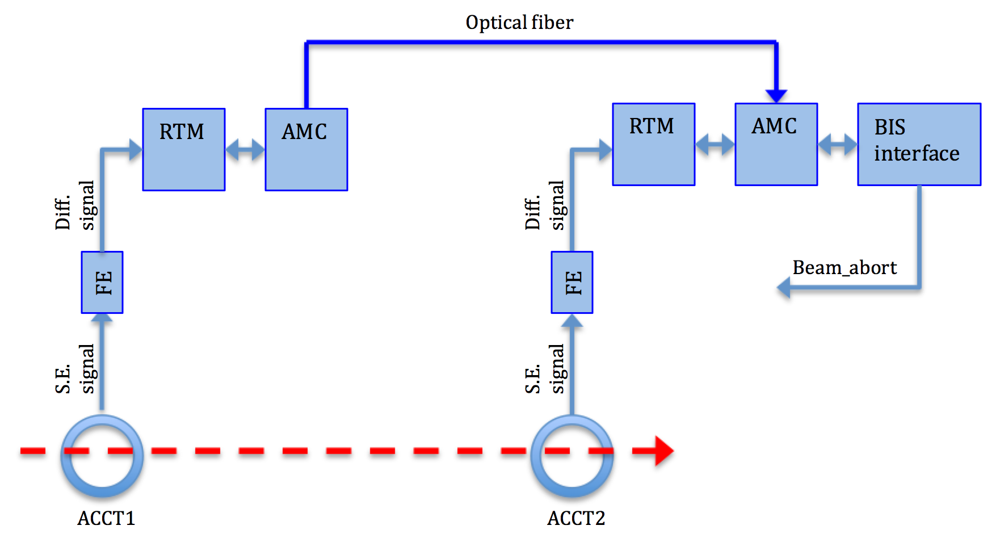 Optical fiber
RTM
AMC
RTM
AMC
BIS
interface
Diff.
signal
Diff.
signal
FE
FE
Beam_abort
S.E.
signal
S.E.
signal
ACCT1
ACCT2